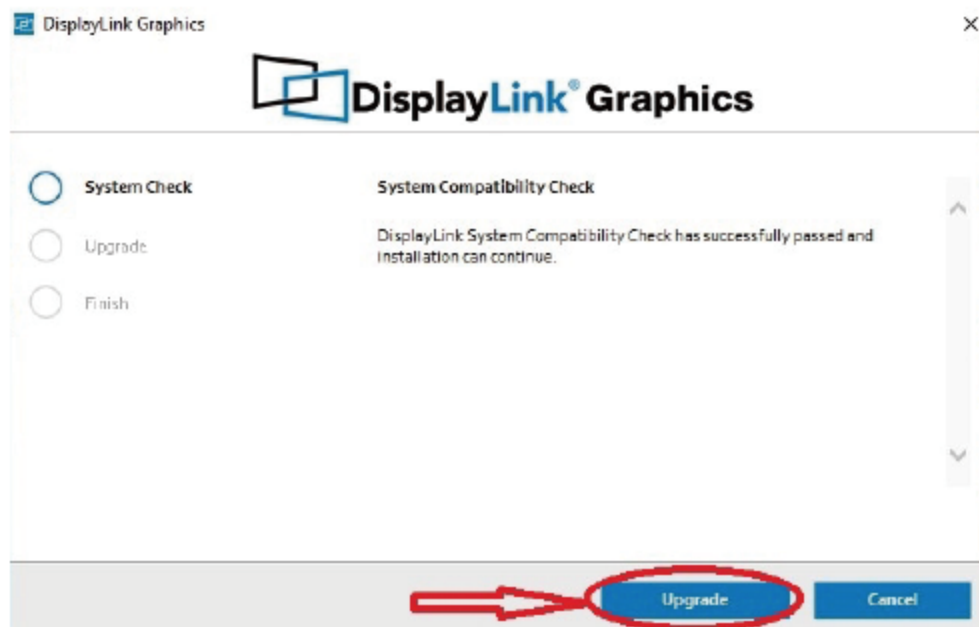 DisplayLink Graphics
DisplayLink® Graphics
System Check
Upgrade
Finish
System Compatibility Check
DisplayLink System Compatibility Check has successfully passed and
installation can continue.
Upgrade
Cancel